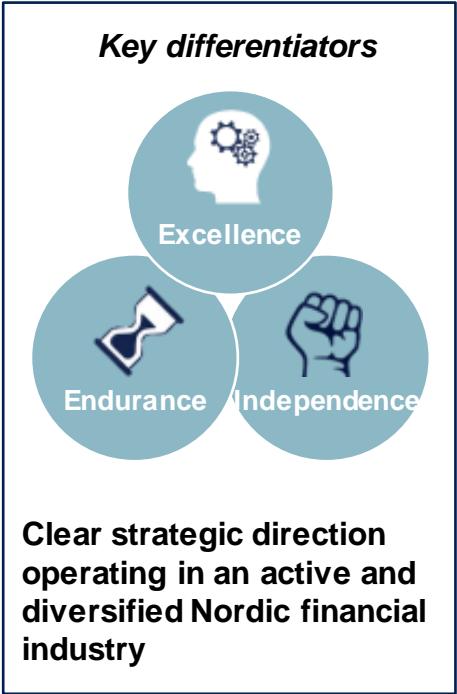 Key differentiators
Excellence
Endurance
Independence
Clear strategic direction
operating in an active and
diversified Nordic financial
industry